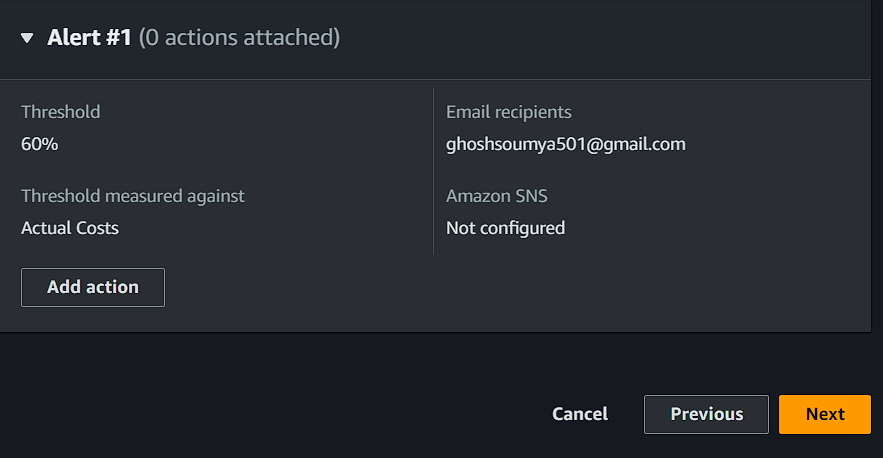 Alert #1 (0 actions attached)
Threshold
60%
Email recipients
ghoshsoumya501@gmail.com
Threshold measured against
Actual Costs
Amazon SNS
Not configured
Add action
Cancel
Previous
Next